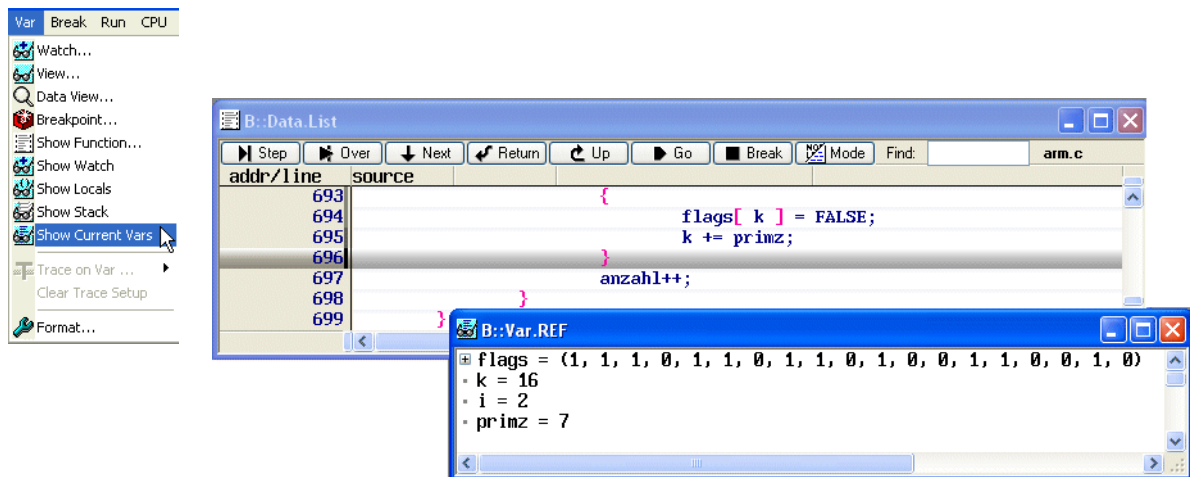 Var Break Run CPU
Watch...
View...
Data View...
Breakpoint...
Show Function...
Show Watch
Show Locals
Show Stack
Show Current Vars
Trace on Var ...
Clear Trace Setup
Format...
B::Data.List
Step Over Next Return Up Go Break Mode Find: arm.c
addr/line source
693 {
694 flags[ k ] = FALSE;
695 k += primz;
696 }
697 anzahl++;
698 }
699 }
B::Var.REF
flags = (1, 1, 1, 0, 1, 1, 0, 1, 1, 0, 1, 0, 0, 1, 1, 0, 0, 1, 0)
k = 16
i = 2
primz = 7